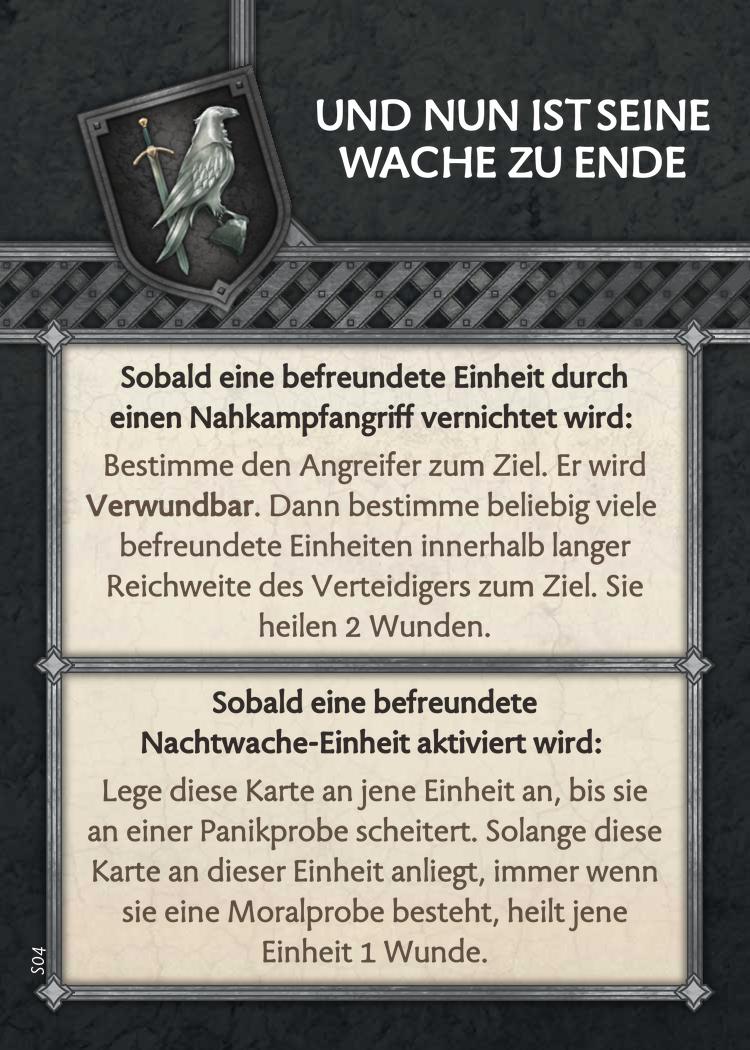 UND NUN IST SEINE
WACHE ZU ENDE
Sobald eine befreundete Einheit durch
einen Nahkampfangriff vernichtet wird:
Bestimme den Angreifer zum Ziel. Er wird
Verwundbar. Dann bestimme beliebig viele
befreundete Einheiten innerhalb langer
Reichweite des Verteidigers zum Ziel. Sie
heilen 2 Wunden.
Sobald eine befreundete
Nachtwache-Einheit aktiviert wird:
Lege diese Karte an jene Einheit an, bis sie
an einer Panikprobe scheitert. Solange diese
Karte an dieser Einheit anliegt, immer wenn
sie eine Moralprobe besteht, heilt jene
Einheit 1 Wunde.
S04